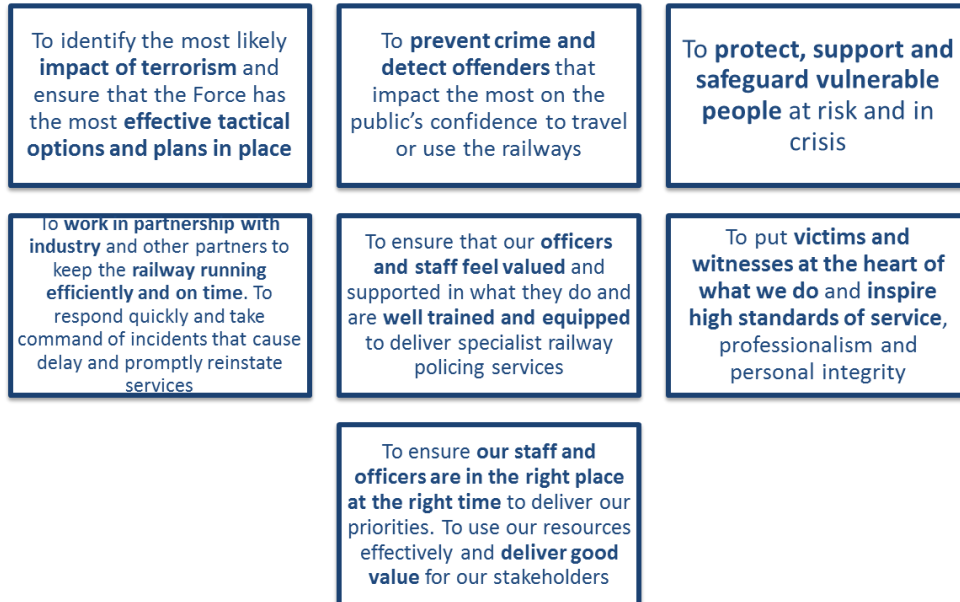 To identify the most likely
impact of terrorism and
ensure that the Force has
the most effective tactical
options and plans in place
To prevent crime and
detect offenders that
impact the most on the
public's confidence to travel
or use the railways
To protect, support and
safeguard vulnerable
people at risk and in
crisis
To work in partnership with
industry and other partners to
keep the railway running
efficiently and on time. To
respond quickly and take
command of incidents that cause
delay and promptly reinstate
services
To ensure that our officers
and staff feel valued and
supported in what they do and
are well trained and equipped
to deliver specialist railway
policing services
To put victims and
witnesses at the heart of
what we do and inspire
high standards of service,
professionalism and
personal integrity
To ensure our staff and
officers are in the right place
at the right time to deliver our
priorities. To use our resources
effectively and deliver good
value for our stakeholders